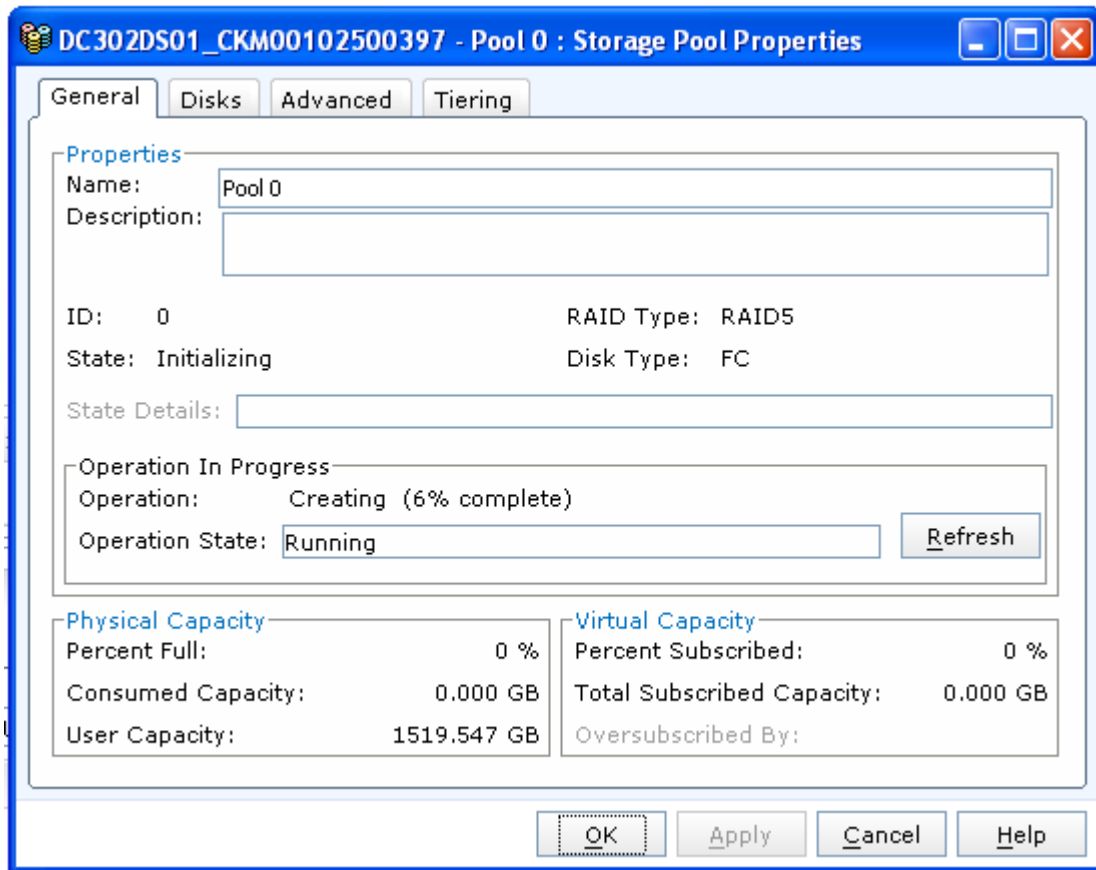 DC302DS01_CKM00102500397 - Pool 0 : Storage Pool Properties
General Disks Advanced Tiering
Properties
Name: Pool 0
Description:
ID: 0 RAID Type: RAID5
State: Initializing Disk Type: FC
State Details:
Operation In Progress
Operation: Creating (6% complete)
Operation State: Running Refresh
Physical Capacity Virtual Capacity
Percent Full: 0 % Percent Subscribed: 0 %
Consumed Capacity: 0.000 GB Total Subscribed Capacity: 0.000 GB
User Capacity: 1519.547 GB Oversubscribed By:
OK Apply Cancel Help